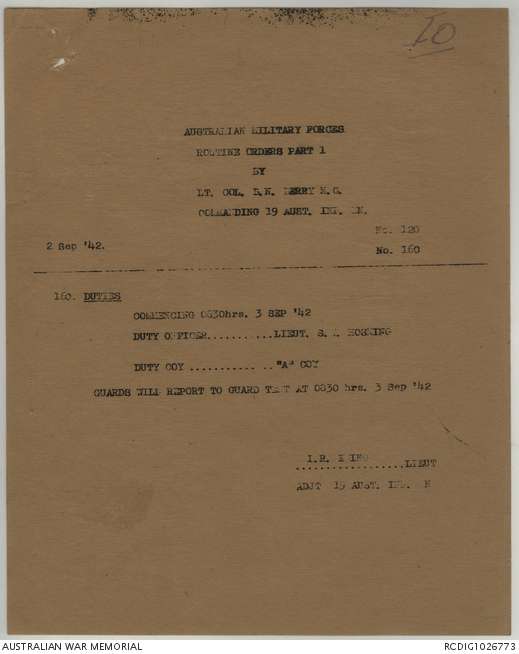 10
AUSTRALIAN MILITARY FORCES
ROUTINE ORDERS PART 1
BY
LT. COL. BERRY M.C.
COMMANDING 19 AUST. INF. BN.
No. 120
2 Sep '42.
No. 160
160. DUTIES
COMMENCING 0830hrs. 3 SEP '42
DUTY OFFICER...........LIEUT. S.
DUTY COY ........... .."A" COY
GUARDS WILL REPORT TO GUARD TENT AT 0830 hrs. 3 Sep '42
I.R.
..................LIEUT
ADJT 19 AUST. INF. BN
AUSTRALIAN WAR MEMORIAL
RCDIG1026773